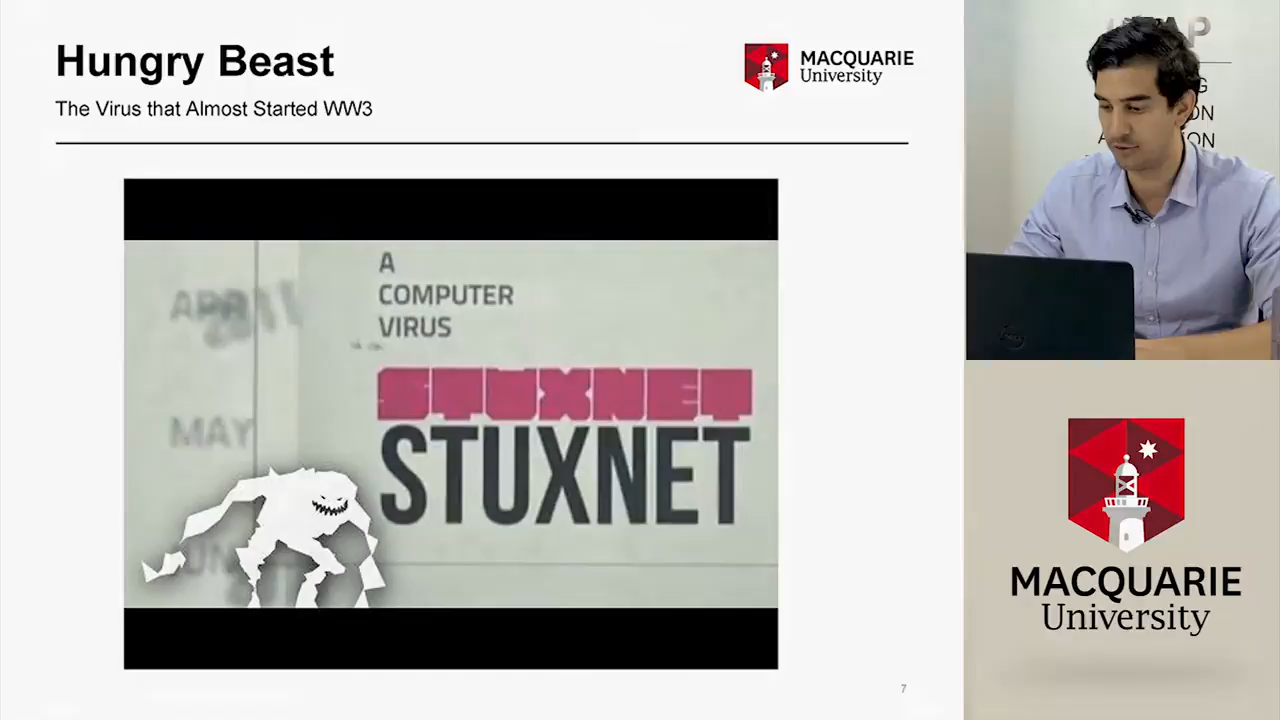 Hungry Beast
The Virus that Almost Started WW3
MACQUARIE
University
A
COMPUTER
VIRUS
STUXNET
STUXNET
MAY
7
MACQUARIE
University